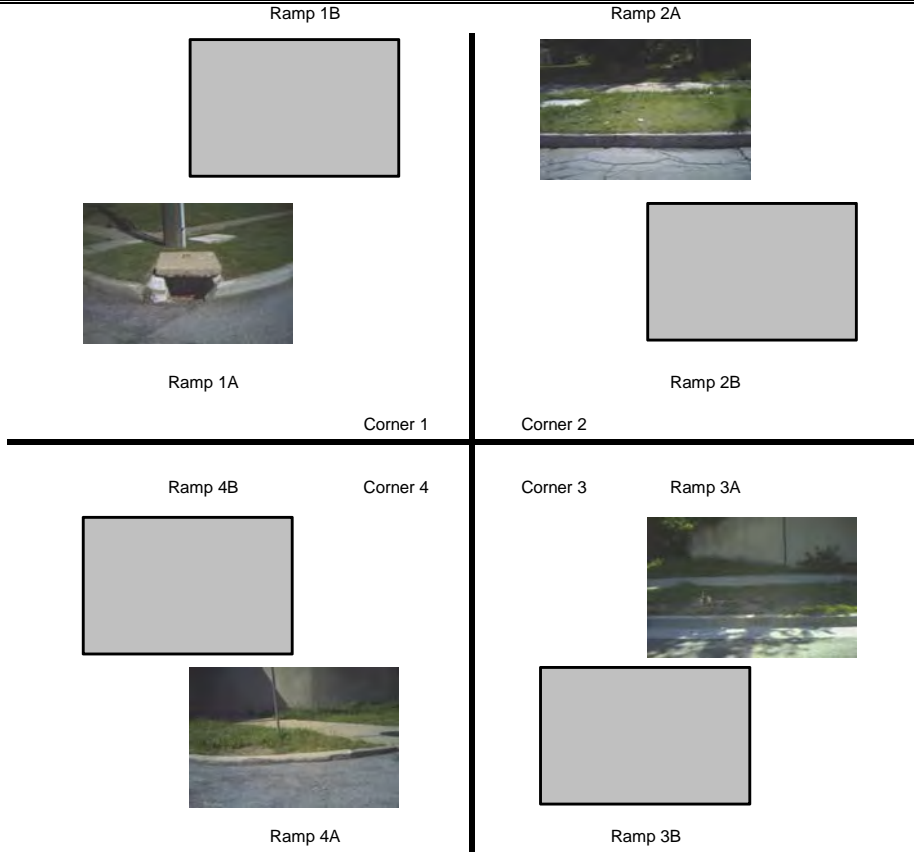 Ramp 1B
Ramp 2A
Ramp 1A
Ramp 2B
Corner 1
Corner 2
Ramp 4B
Corner 4
Corner 3
Ramp 3A
Ramp 4A
Ramp 3B